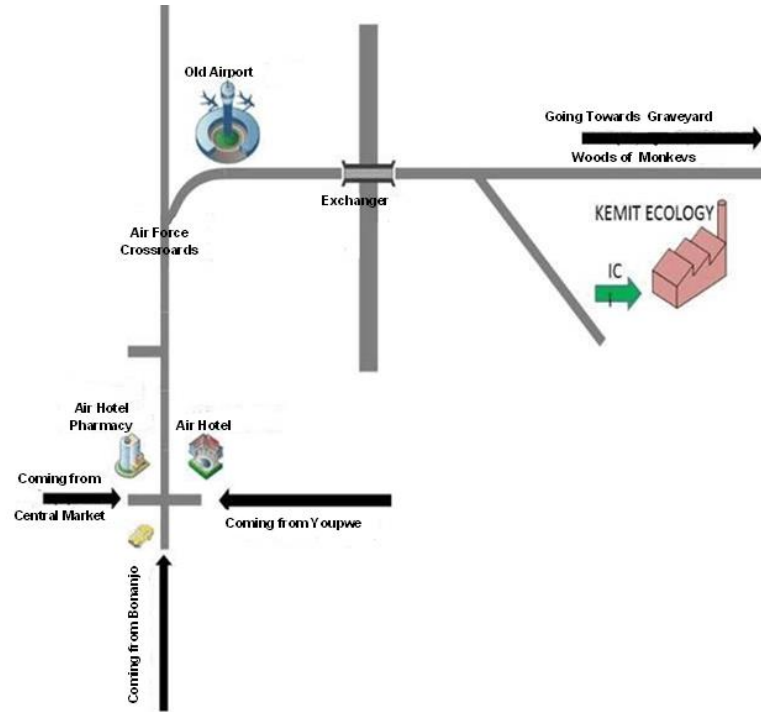 Old Airport
Going Towards Graveyard
Woods of Monkevs
Exchanger
Air Force
Crossroards
KEMIT ECOLOGY
IC
I
Air Hotel
Pharmacy
Air Hotel
Coming from
Central Market
Coming from Youpwe
Coming from Bonanjo